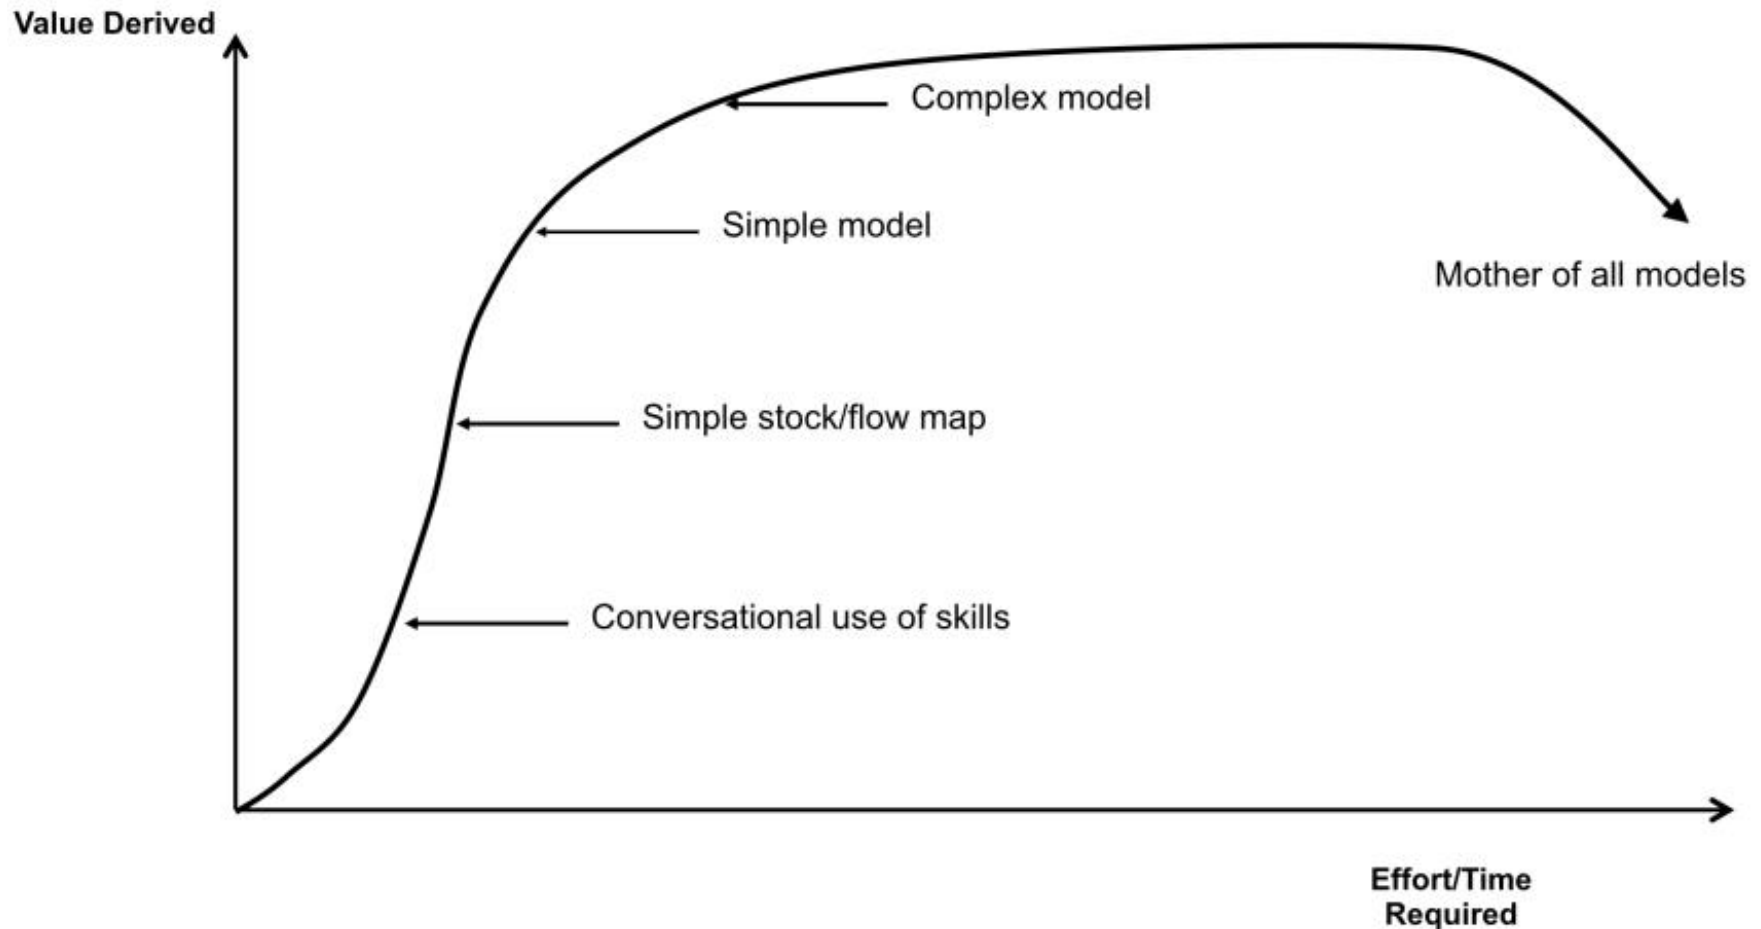 Value Derived
Complex model
Simple model
Mother of all models
Simple stock/flow map
Conversational use of skills
Effort/Time
Required